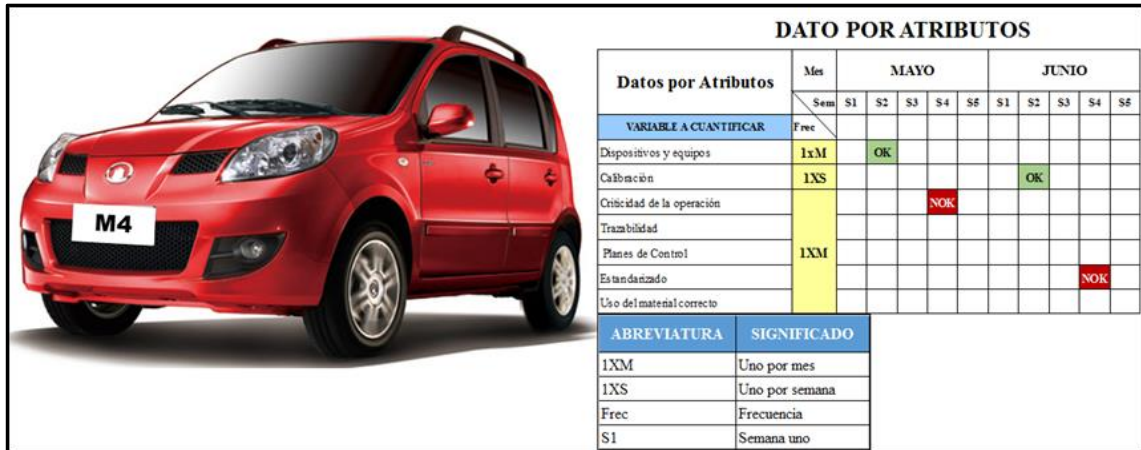 DATO POR ATRIBUTOS
Datos por Atributos Mes MAYO JUNIO
Sem S1 S2 S3 S4 S5 S1 S2 S3 S4 S5
VARIABLE A CUANTIFICAR Frec
Dispositivos y equipos 1xM OK
Calibración 1XS OK
Criticidad de la operación NOK
Trazabilidad
Planes de Control 1XM
Estandarizado NOK
Uso del material correcto
ABREVIATURA SIGNIFICADO
1XM Uno por mes
1XS Uno por semana
Frec Frecuencia
S1 Semana uno
M4